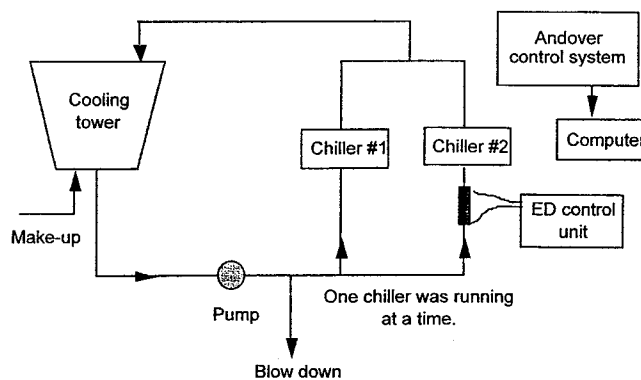 Andover
control system
Cooling
tower
Chiller #1
Chiller #2
Computer
ED control
unit
Make-up
Pump
One chiller was running
at a time.
Blow down